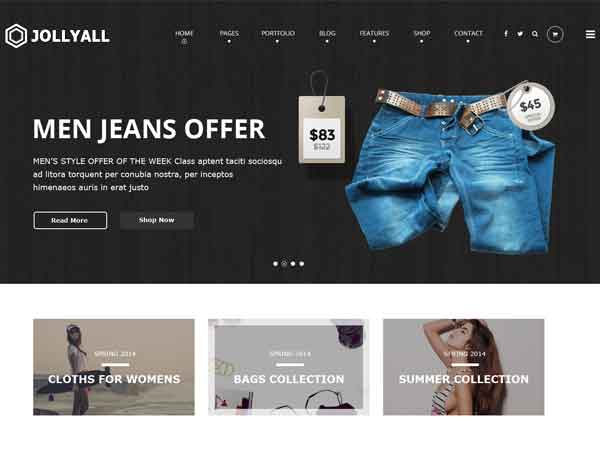 JOLLYALL
HOME PAGES PORTFOLIO BLOG FEATURES SHOP CONTACT
MEN JEANS OFFER
MEN'S STYLE OFFER OF THE WEEK Class aptent taciti sociosqu
ad litora torquent per conubia nostra, per inceptos
himenaeos auris in erat justo
Read More Shop Now
$83
$122
$45
SPRING 2014
CLOTHS FOR WOMENS
SPRING 2014
BAGS COLLECTION
SPRING 2014
SUMMER COLLECTION